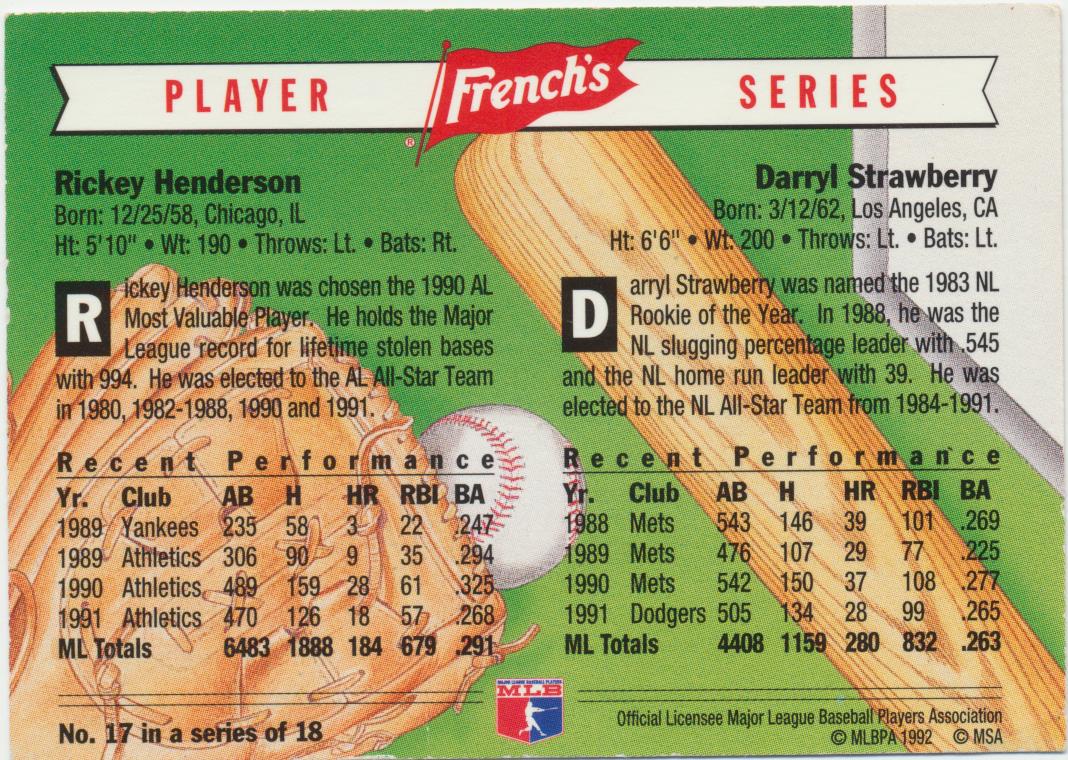 PLAYER French's SERIES
®
Rickey Henderson
Born: 12/25/58, Chicago, IL
Ht: 5'10" • Wt: 190 • Throws: Lt. • Bats: Rt.
Rickey Henderson was chosen the 1990 AL
Most Valuable Player. He holds the Major
League record for lifetime stolen bases
with 994. He was elected to the AL All-Star Team
in 1980, 1982-1988, 1990 and 1991.
Recent Performance
Yr. Club AB H HR RBI BA
1989 Yankees 235 58 3 22 .247
1989 Athletics 306 90 9 35 .294
1990 Athletics 489 159 28 61 .325
1991 Athletics 470 126 18 57 .268
ML Totals 6483 1888 184 679 .291
Darryl Strawberry
Born: 3/12/62, Los Angeles, CA
Ht: 6'6" • Wt: 200 • Throws: Lt. • Bats: Lt.
Darryl Strawberry was named the 1983 NL
Rookie of the Year. In 1988, he was the
NL slugging percentage leader with .545
and the NL home run leader with 39. He was
elected to the NL All-Star Team from 1984-1991.
Recent Performance
Yr. Club AB H HR RBI BA
1988 Mets 543 146 39 101 .269
1989 Mets 476 107 29 77 .225
1990 Mets 542 150 37 108 .277
1991 Dodgers 505 134 28 99 .265
ML Totals 4408 1159 280 832 .263
No. 17 in a series of 18
MAJOR LEAGUE BASEBALL PLAYERS
MLB
Official Licensee Major League Baseball Players Association
© MLBPA 1992 © MSA